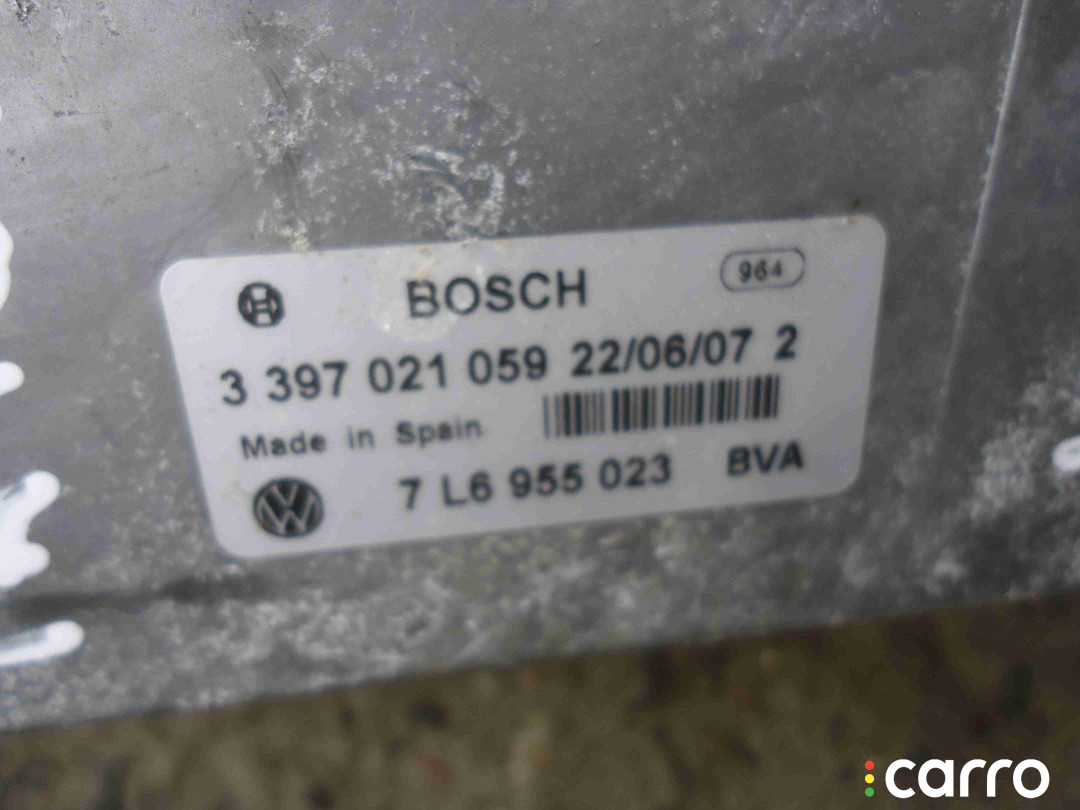 BOSCH 964
3 397 021 059 22/06/07 2
Made in Spain
7 L6 955 023 BVA
carro